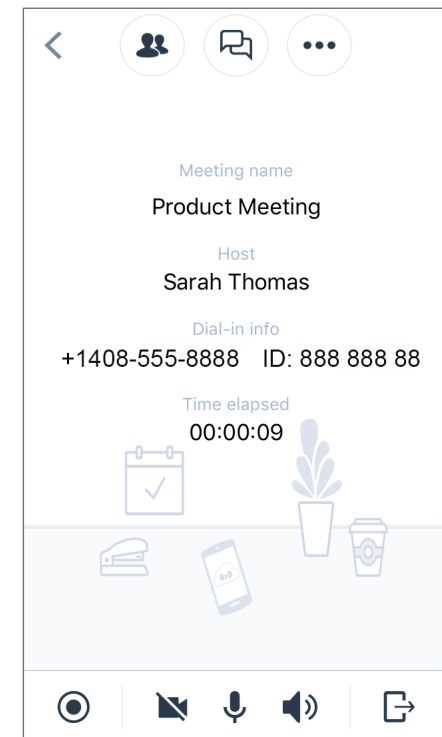 Meeting name
Product Meeting
Host
Sarah Thomas
Dial-in info
+1408-555-8888 ID: 888 888 88
Time elapsed
00:00:09
8x8